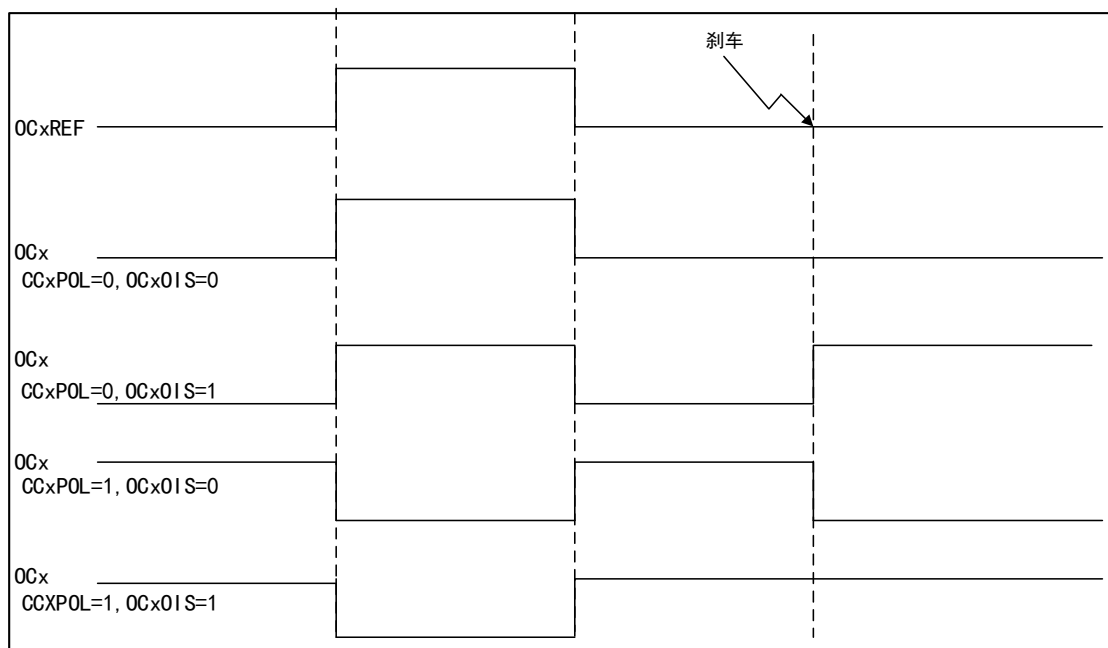 刹车
OCxREF
OCx
CCxPOL=0,OCxOIS=0
OCx
CCxPOL=0,OCxOIS=1
OCx
CCxPOL=1,OCxOIS=0
OCx
CCXPOL=1,OCxOIS=1